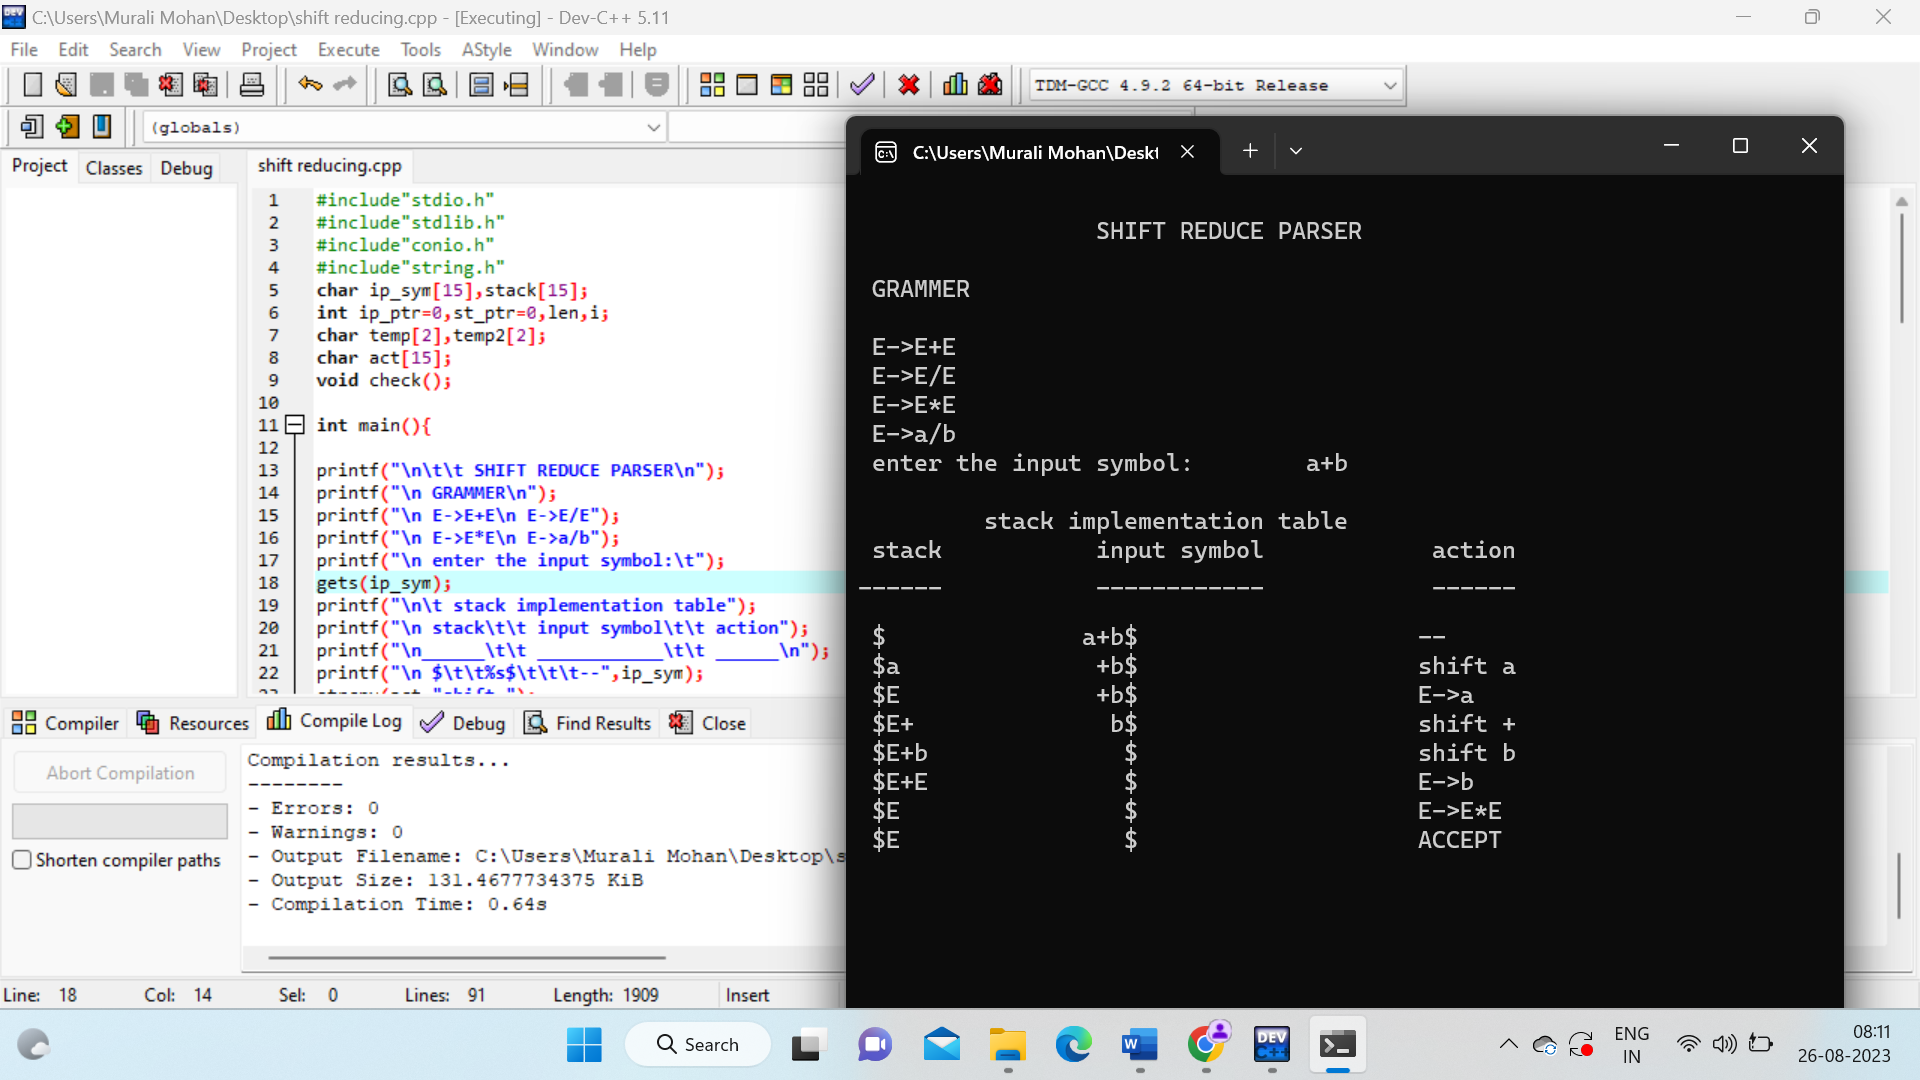 C:\Users\Murali Mohan\Desktop\shift reducing.cpp - [Executing] - Dev-C++ 5.11
File Edit Search View Project Execute Tools AStyle Window Help
TDM-GCC 4.9.2 64-bit Release
(globals)
Project Classes Debug
shift reducing.cpp
1 #include"stdio.h"
2 #include"stdlib.h"
3 #include"conio.h"
4 #include"string.h"
5 char ip_sym[15],stack[15];
6 int ip_ptr=0,st_ptr=0,len,i;
7 char temp[2],temp2[2];
8 char act[15];
9 void check();
10
11 int main(){
12
13 printf("\n\t\t SHIFT REDUCE PARSER\n");
14 printf("\n GRAMMER\n");
15 printf("\n E->E+E\n E->E/E");
16 printf("\n E->E*E\n E->a/b");
17 printf("\n enter the input symbol:\t");
18 gets(ip_sym);
19 printf("\n\t stack implementation table");
20 printf("\n stack\t\t input symbol\t\t action");
21 printf("\n______\t\t ____________\t\t ______\n");
22 printf("\n $\t\t%s$\t\t\t--",ip_sym);
C:\Users\Murali Mohan\Deskt
SHIFT REDUCE PARSER
GRAMMER
E->E+E
E->E/E
E->E*E
E->a/b
enter the input symbol: a+b
stack implementation table
stack input symbol action
______ ____________ ______
$ a+b$ --
$a +b$ shift a
$E +b$ E->a
$E+ b$ shift +
$E+b $ shift b
$E+E $ E->b
$E $ E->E*E
$E $ ACCEPT
Compiler Resources Compile Log Debug Find Results Close
Abort Compilation
Shorten compiler paths
Compilation results...
--------
- Errors: 0
- Warnings: 0
- Output Filename: C:\Users\Murali Mohan\Desktop\s
- Output Size: 131.4677734375 KiB
- Compilation Time: 0.64s
Line: 18 Col: 14 Sel: 0 Lines: 91 Length: 1909 Insert
Search
ENG
IN
08:11
26-08-2023